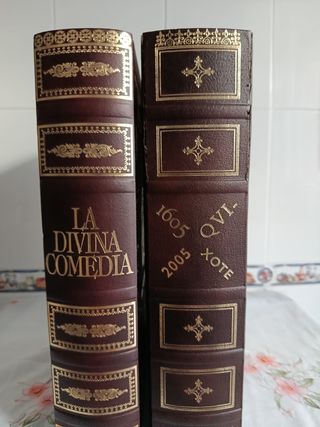 LA
DIVINA
COMEDIA
1605
QVI-
2005
XOTE